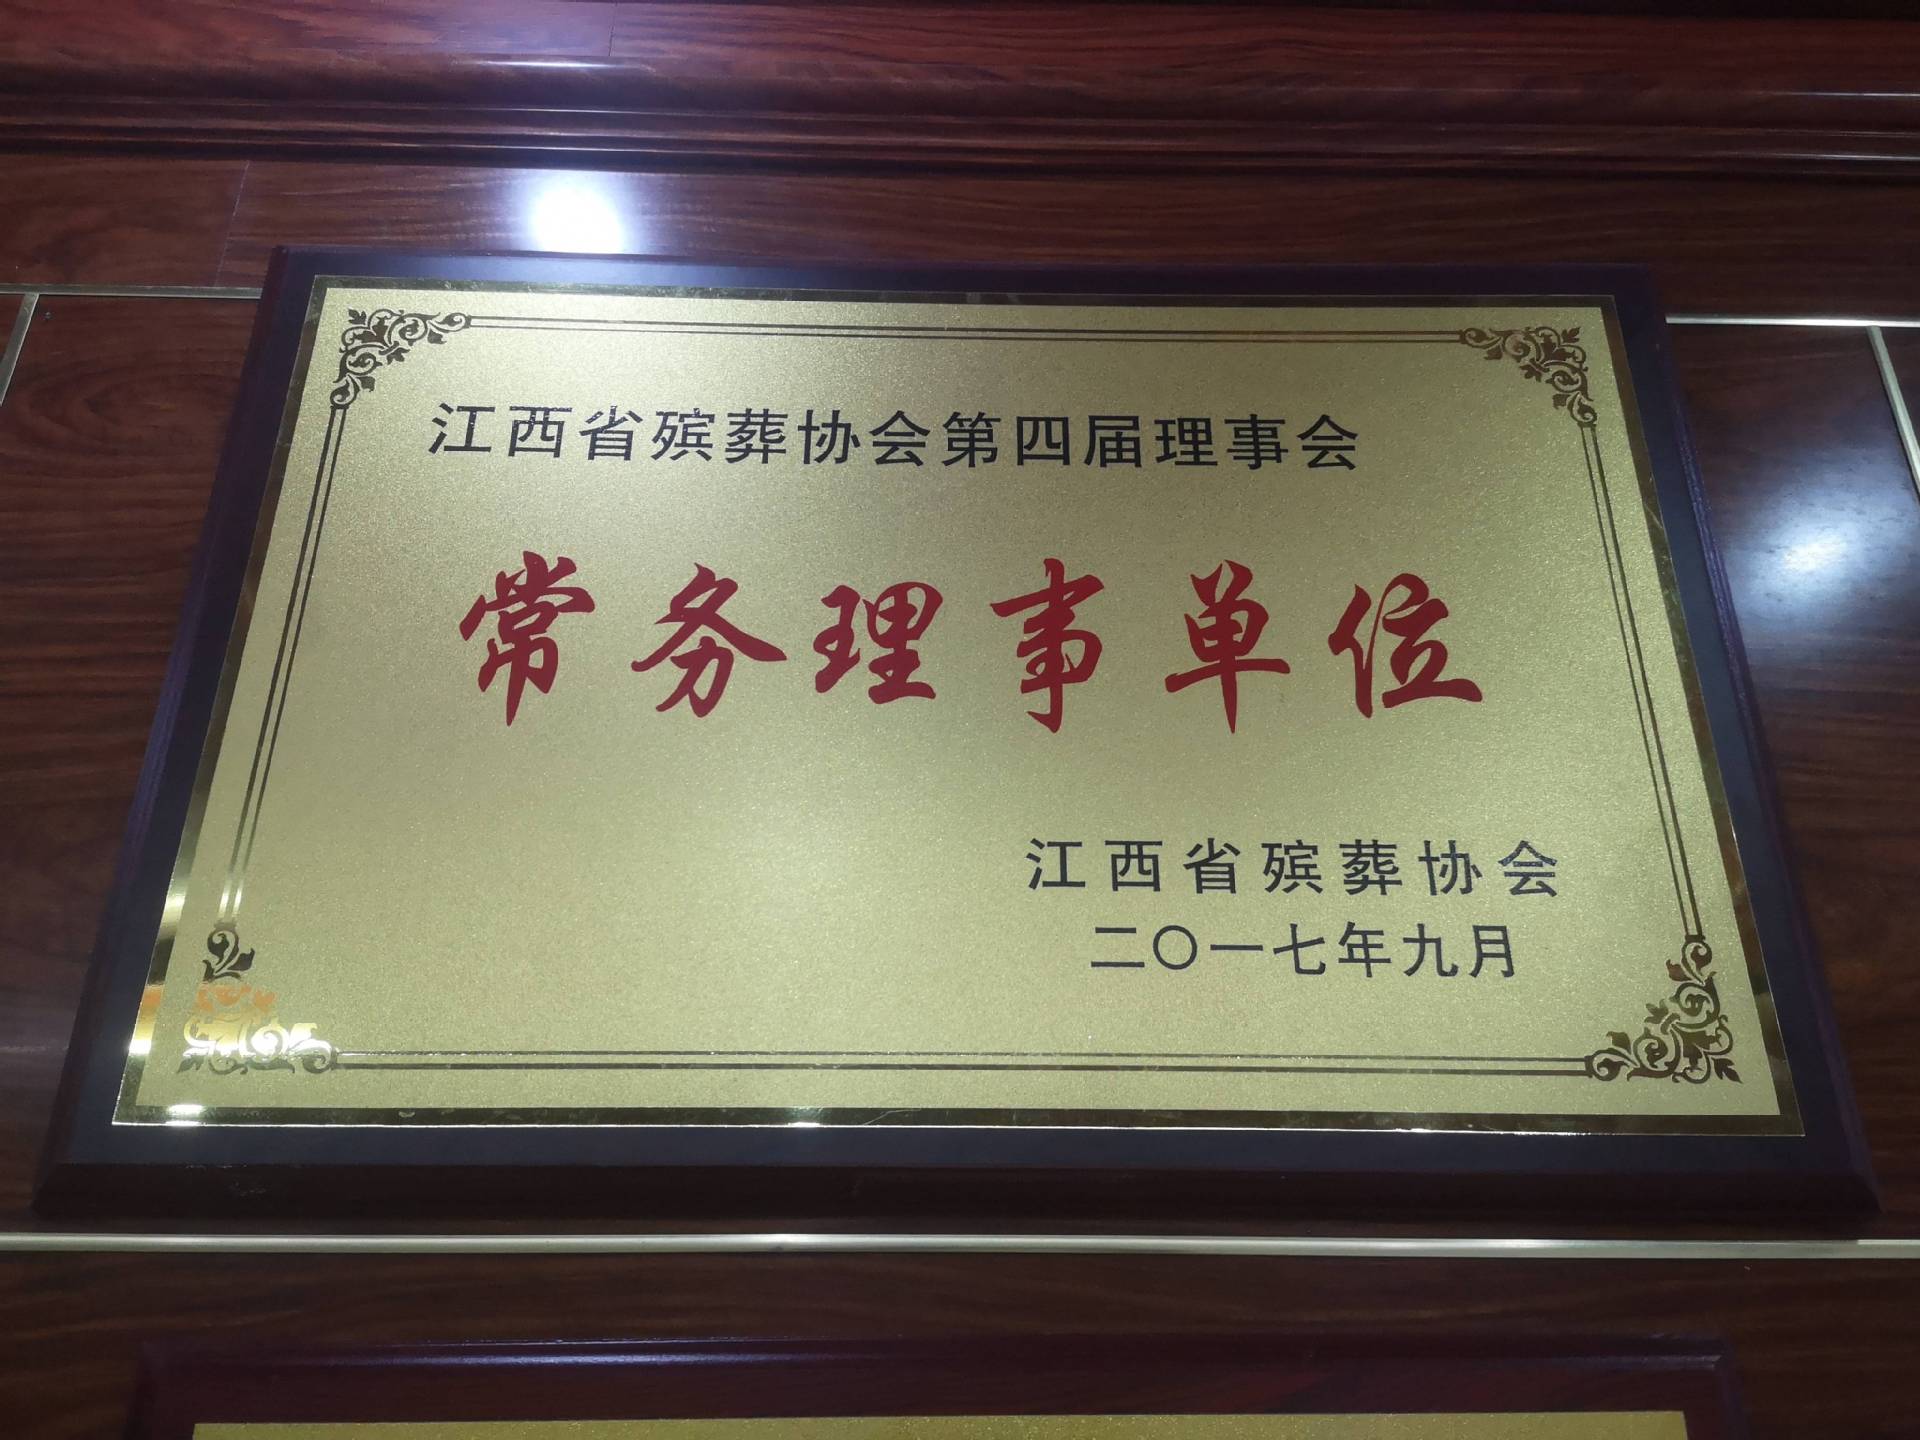 江西省殡葬协会第四届理事会
常务理事单位
江西省殡葬协会
二〇一七年九月